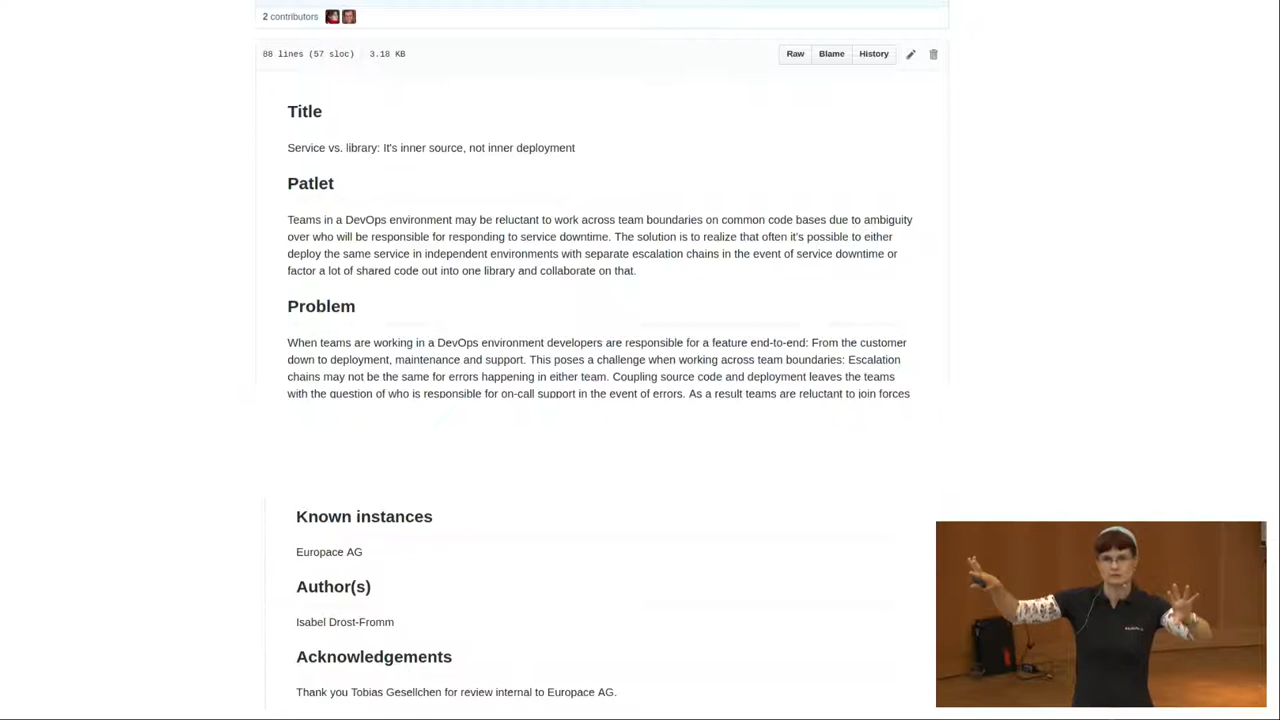 2 contributors
88 lines (57 sloc) 3.18 KB
Raw Blame History
Title
Service vs. library: It's inner source, not inner deployment
Patlet
Teams in a DevOps environment may be reluctant to work across team boundaries on common code bases due to ambiguity
over who will be responsible for responding to service downtime. The solution is to realize that often it's possible to either
deploy the same service in independent environments with separate escalation chains in the event of service downtime or
factor a lot of shared code out into one library and collaborate on that.
Problem
When teams are working in a DevOps environment developers are responsible for a feature end-to-end: From the customer
down to deployment, maintenance and support. This poses a challenge when working across team boundaries: Escalation
chains may not be the same for errors happening in either team. Coupling source code and deployment leaves the teams
with the question of who is responsible for on-call support in the event of errors. As a result teams are reluctant to join forces
Known instances
Europace AG
Author(s)
Isabel Drost-Fromm
Acknowledgements
Thank you Tobias Gesellchen for review internal to Europace AG.